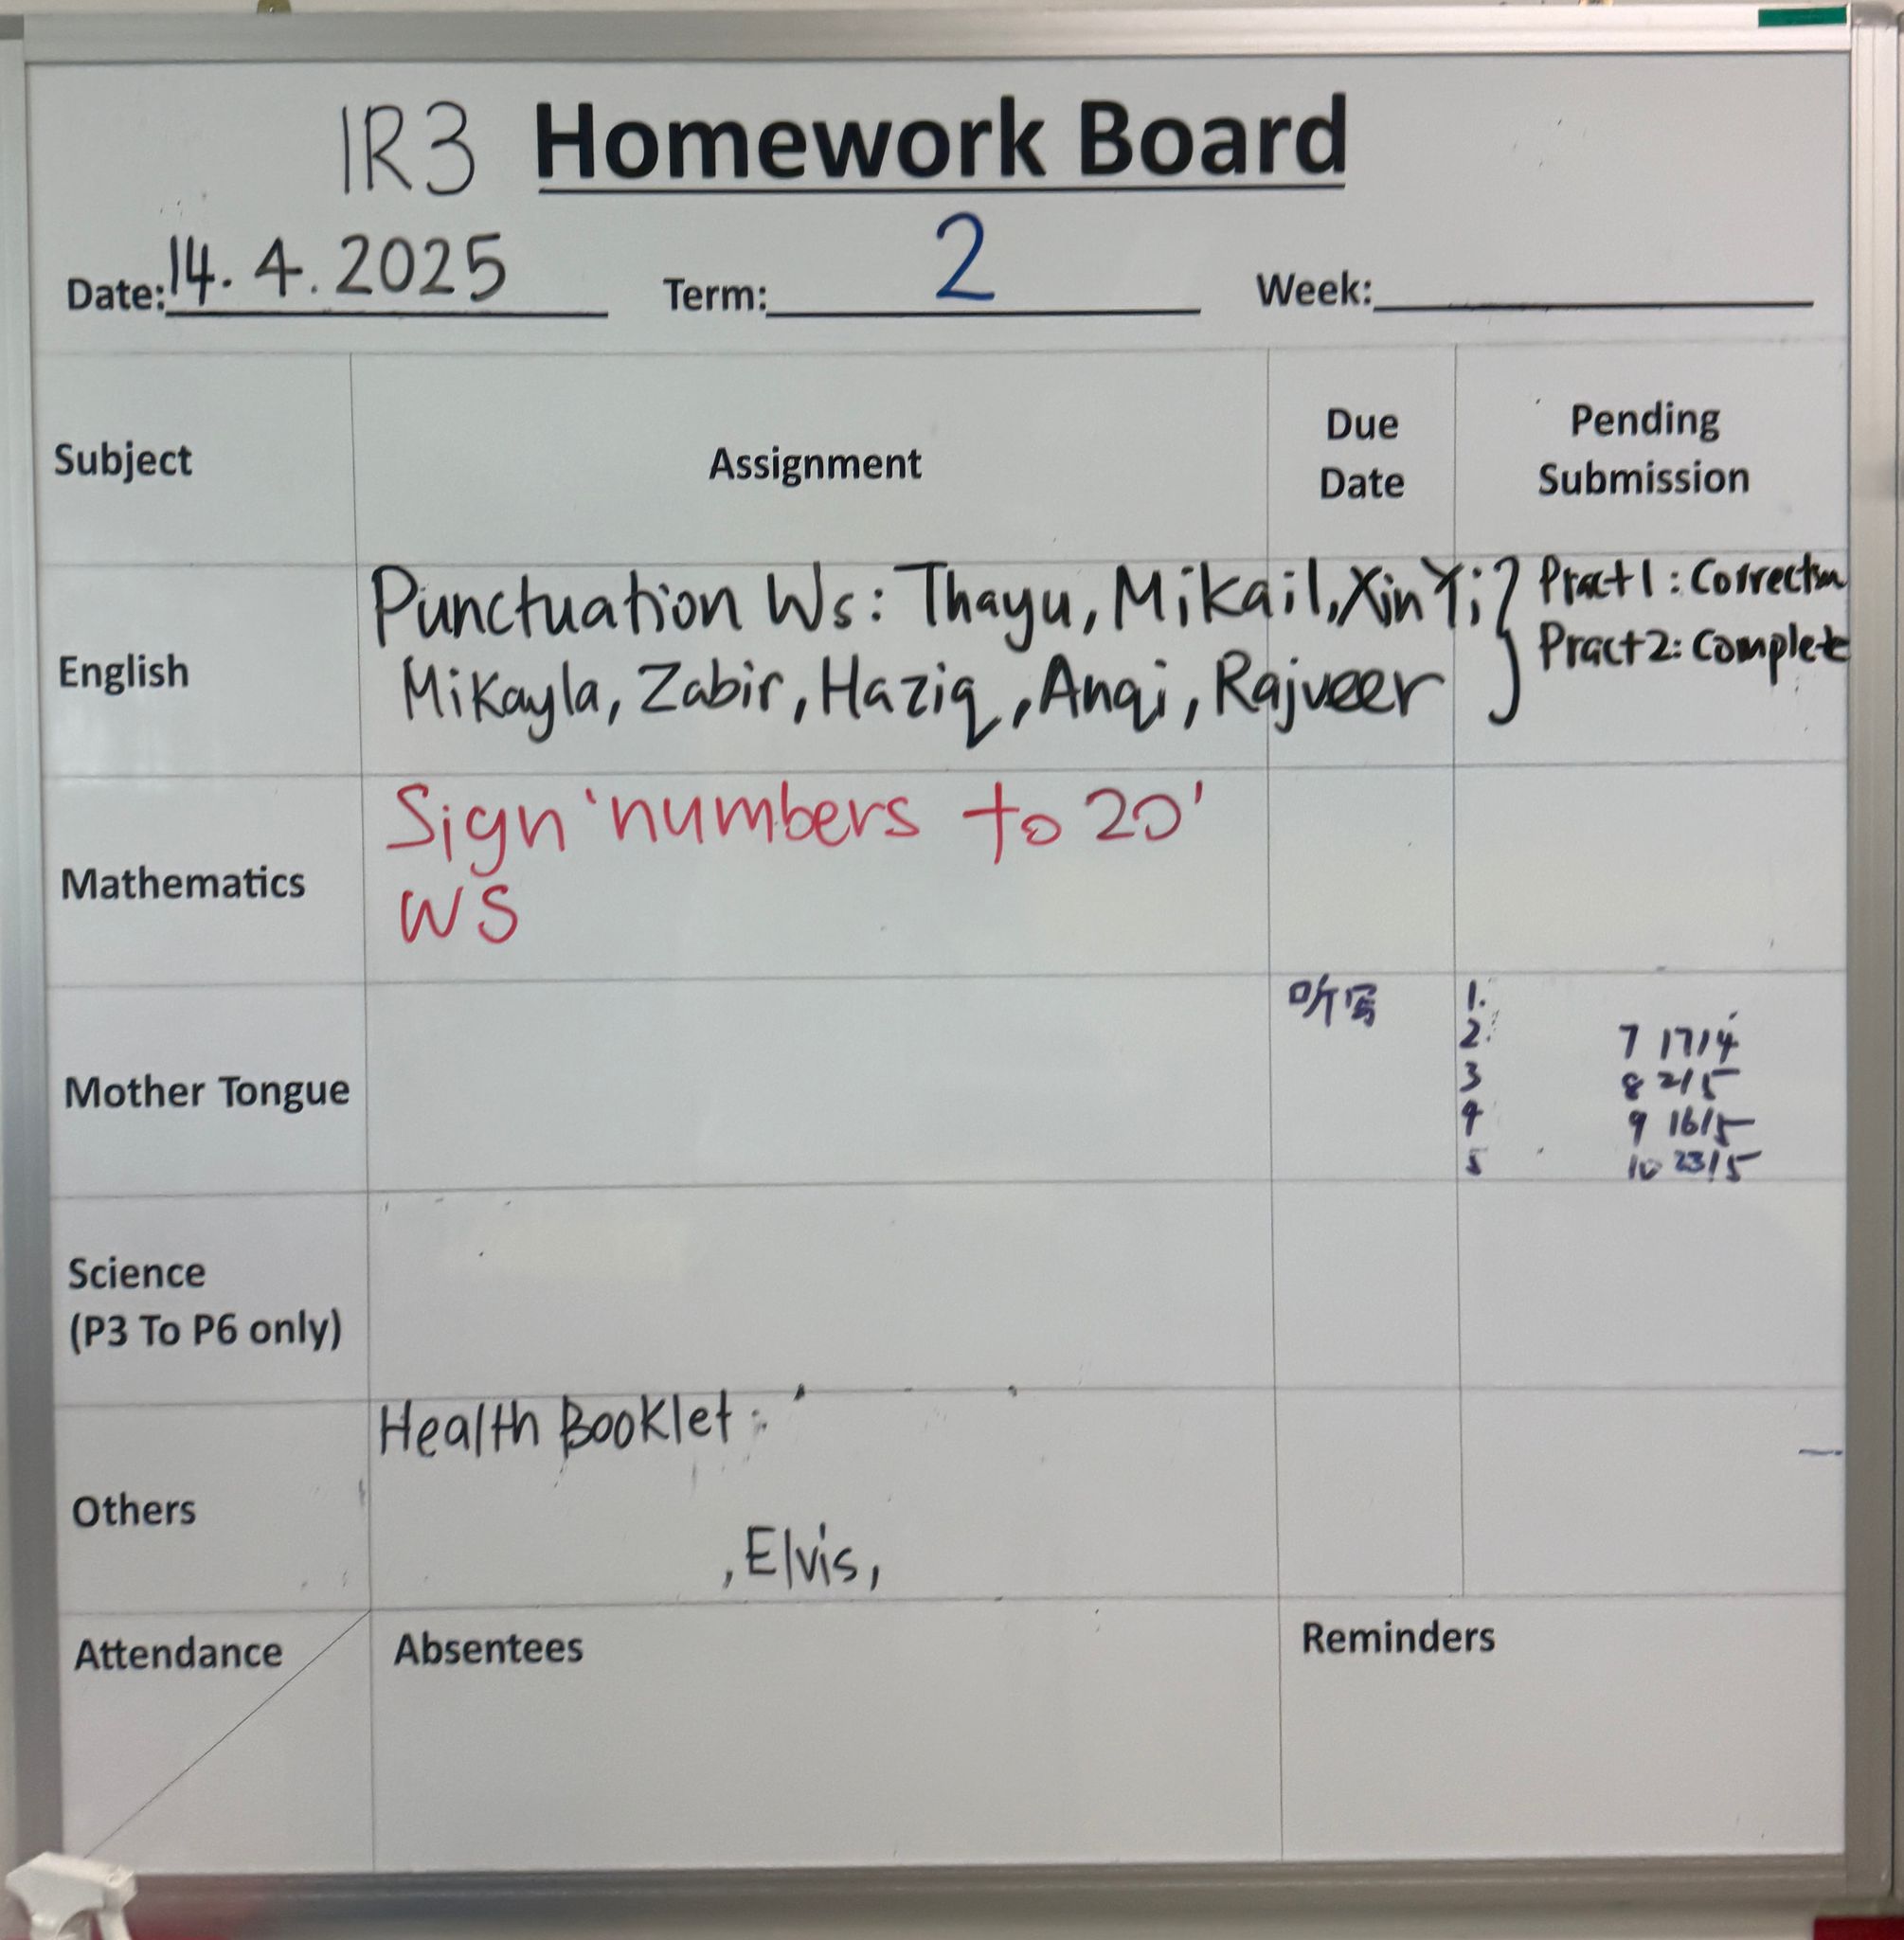 1R3 Homework Board
Date: 14.4.2025 Term: 2 Week:
Subject Assignment Due Date Pending Submission
English Punctuation Ws: Thayu, Mikail, Xin Yi } Pract 1: Correctn
Mikayla, Zabir, Haziq, Anqi, Rajveer Pract 2: Complete
Mathematics Sign 'numbers to 20'
WS
Mother Tongue 听写 1.
2. 7 17/4
3 8 2/5
4 9 16/5
5 10 23/5
Science
(P3 To P6 only)
Others Health Booklet:
, Elvis,
Attendance Absentees Reminders